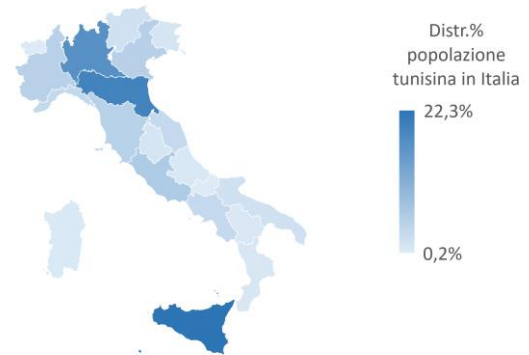 Distr.%
popolazione
tunisina in Italia
22,3%
0,2%